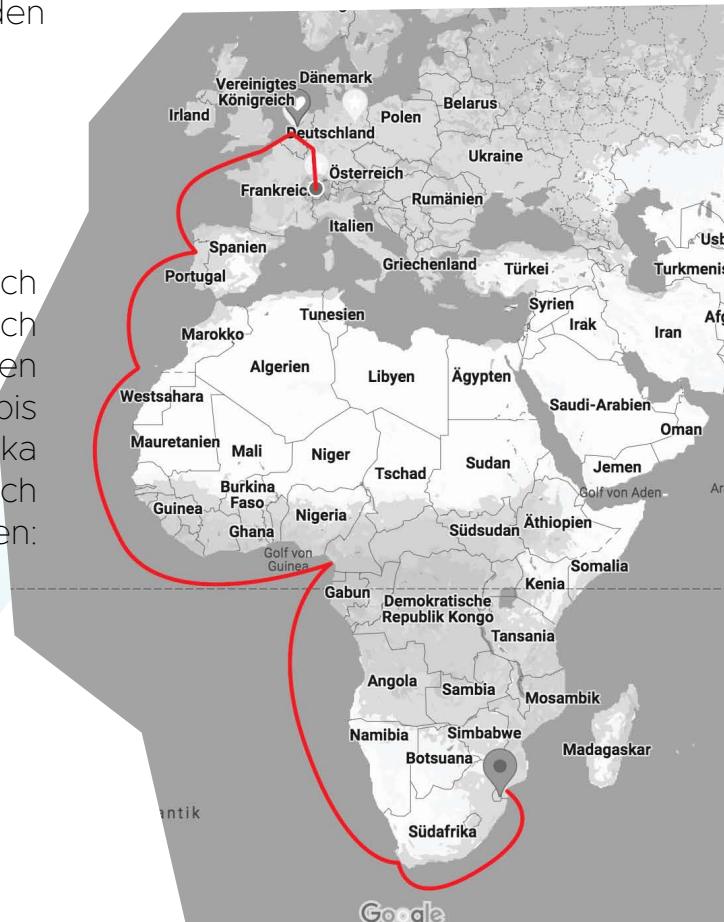 den
Vereinigtes
Königreich
Dänemark
Irland
Belarus
Polen
Deutschland
Ukraine
Österreich
Frankreic
Rumänien
Italien
Usb
Spanien
Griechenland
Türkei
Turkmenis
Portugal
ch
Syrien
Tunesien
Afg
ch
Marokko
Irak
Iran
Algerien
Libyen
Ägypten
en
Westsahara
Saudi-Arabien
bis
Oman
Mauretanien
Mali
Niger
ka
Tschad
Sudan
Jemen
Burkina
Faso
Golf von Aden
Ar
ch
Guinea
Nigeria
Äthiopien
Ghana
Südsudan
en:
Golf von
Guinea
Somalia
Kenia
Gabun
Demokratische
Republik Kongo
Tansania
Angola
Sambia
Mosambik
Namibia
Simbabwe
Madagaskar
Botsuana
antik
Südafrika
Google